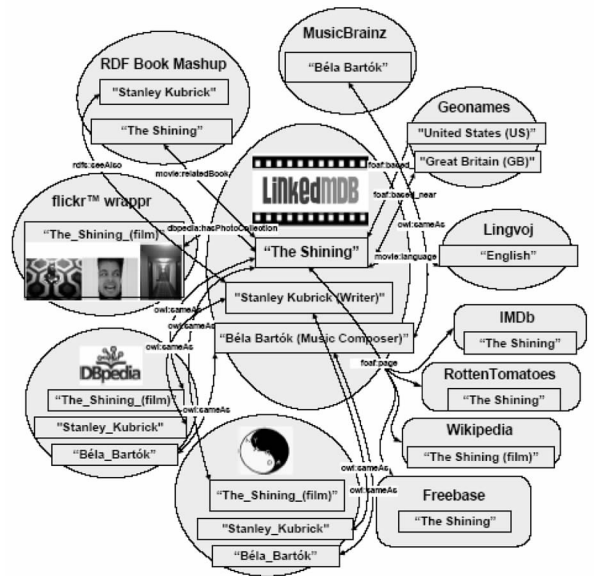 MusicBrainz
“Béla Bartók”
RDF Book Mashup
"Stanley Kubrick"
“The Shining”
Geonames
"United States (US)"
"Great Britain (GB)"
rdfs:seeAlso
movie:relatedBook
foaf:based_
foaf:based_near
owl:sameAs
LinkedMDB
flickr™ wrappr
“The_Shining_(film)”
dbpedia:hasPhotoCollection
“The Shining”
movie:language
Lingvoj
“English”
"Stanley Kubrick (Writer)"
“Béla Bartók (Music Composer)”
owl:sameAs
owl:sameAs
owl:sameAs
foaf:page
IMDb
“The Shining”
RottenTomatoes
“The Shining”
Wikipedia
“The Shining (film)”
Freebase
“The Shining”
DBpedia
“The_Shining_(film)”
"Stanley_Kubrick"
“Béla_Bartók”
owl:sameAs
owl:sameAs
owl:sameAs
“The_Shining_(film)”
"Stanley_Kubrick"
“Béla_Bartók”